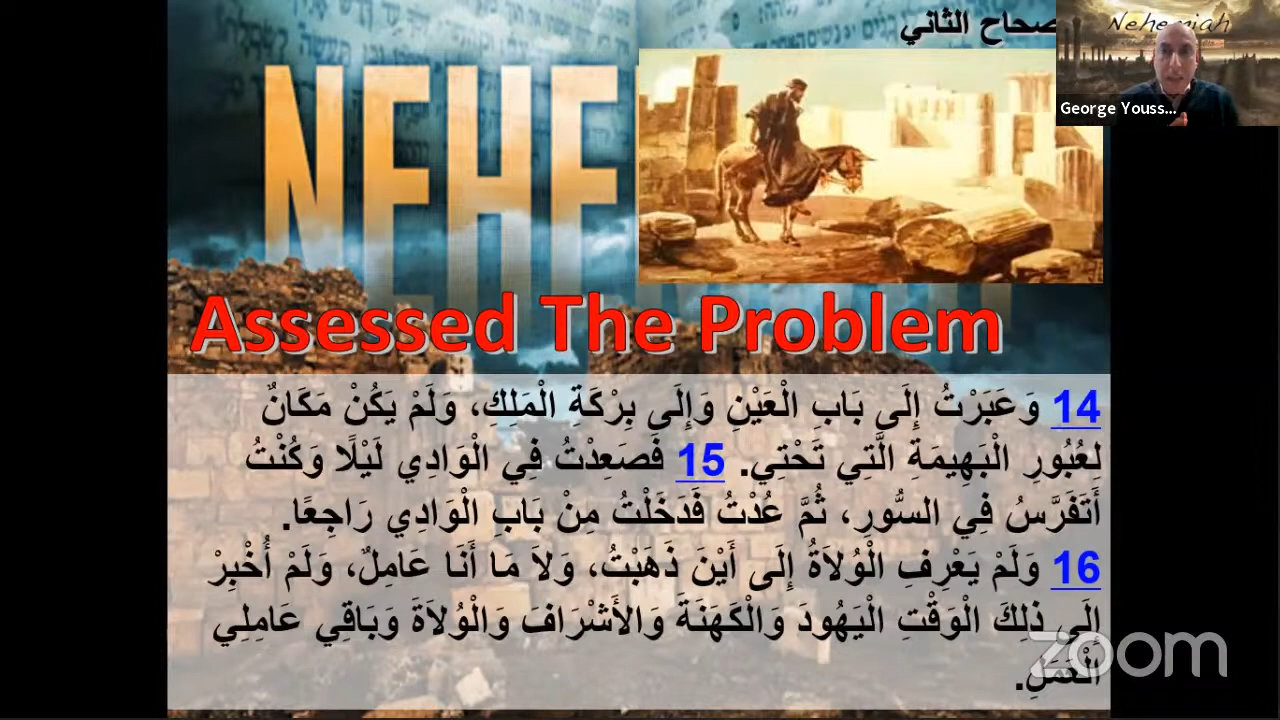 صحاح الثاني
Nehemiah
George Youss...
NEHE
Assessed The Problem
14 وَعَبَرْتُ إِلَى بَابِ الْعَيْنِ وَإِلَى بِرْكَةِ الْمَلِكِ، وَلَمْ يَكُنْ مَكَانٌ
لِعُبُورِ الْبَهِيمَةِ الَّتِي تَحْتِي. 15 فَصَعِدْتُ فِي الْوَادِي لَيْلًا وَكُنْتُ
أَتَفَرَّسُ فِي السُّورِ، ثُمَّ عُدْتُ فَدَخَلْتُ مِنْ بَابِ الْوَادِي رَاجِعًا.
16 وَلَمْ يَعْرِفِ الْوُلاَةُ إِلَى أَيْنَ ذَهَبْتُ، وَلاَ مَا أَنَا عَامِلٌ، وَلَمْ أُخْبِرْ
إِلَى ذلِكَ الْوَقْتِ الْيَهُودَ وَالْكَهَنَةَ وَالأَشْرَافَ وَالْوُلاَةَ وَبَاقِي عَامِلِي
الْعَمَلِ.
zoom